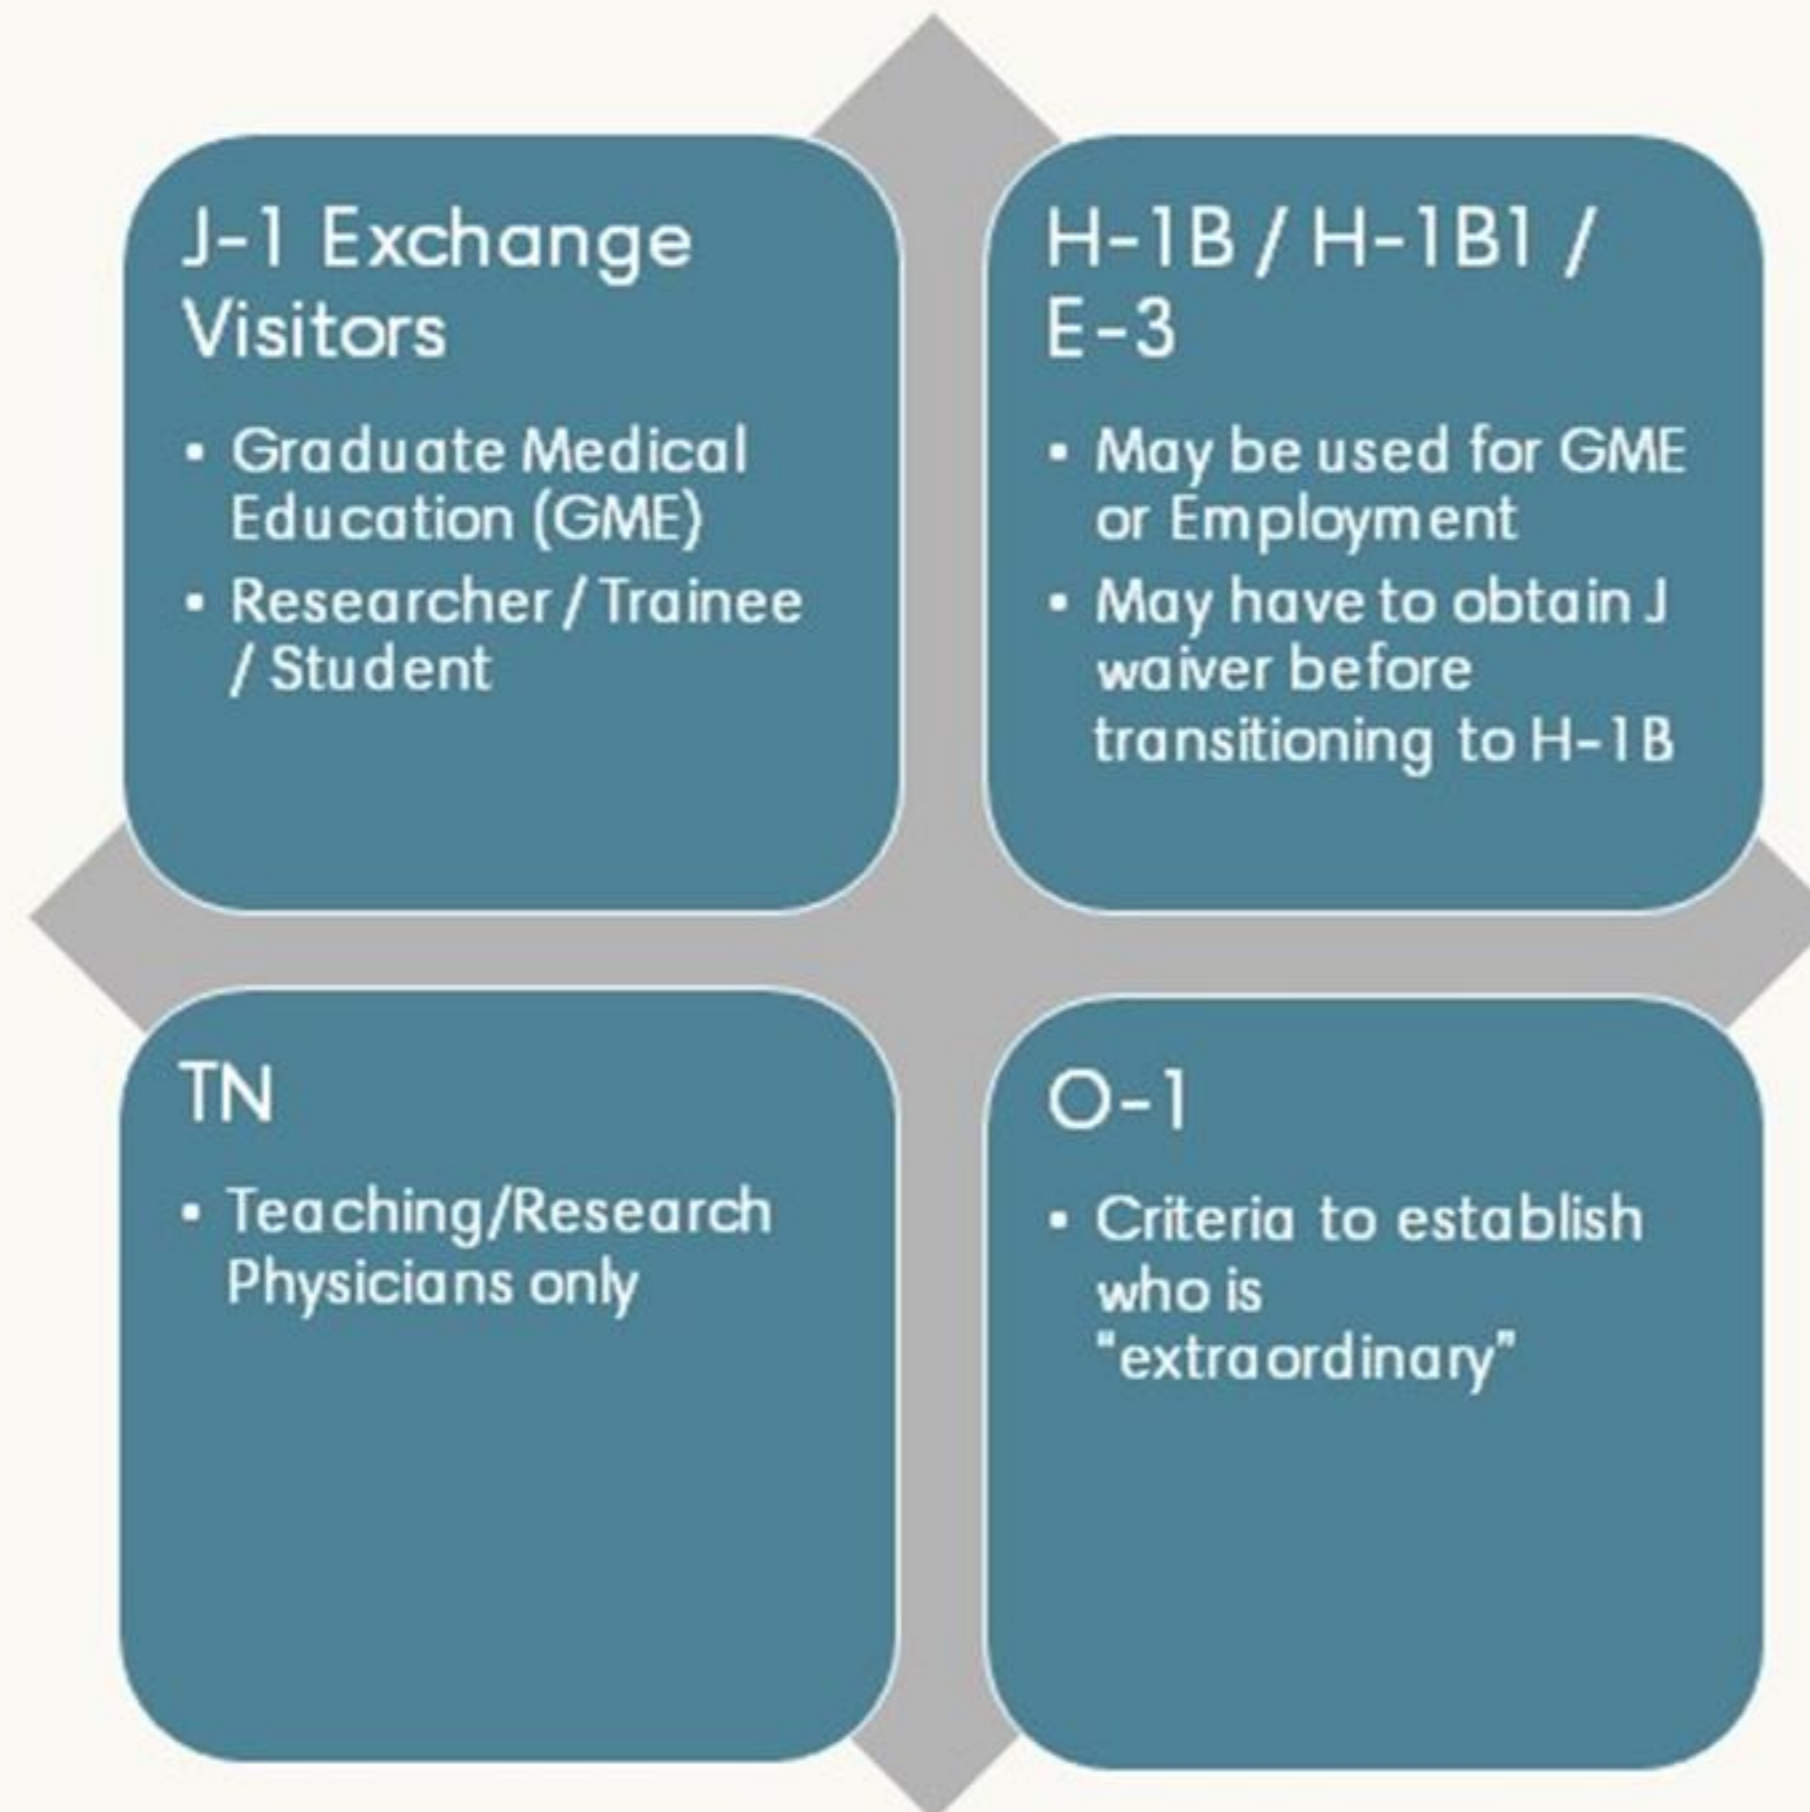 J-1 Exchange
Visitors
▪ Graduate Medical
Education (GME)
▪ Researcher / Trainee
/ Student
H-1B / H-1B1 /
E-3
▪ May be used for GME
or Employment
▪ May have to obtain J
waiver before
transitioning to H-1B
TN
▪ Teaching/Research
Physicians only
O-1
▪ Criteria to establish
who is
"extraordinary"